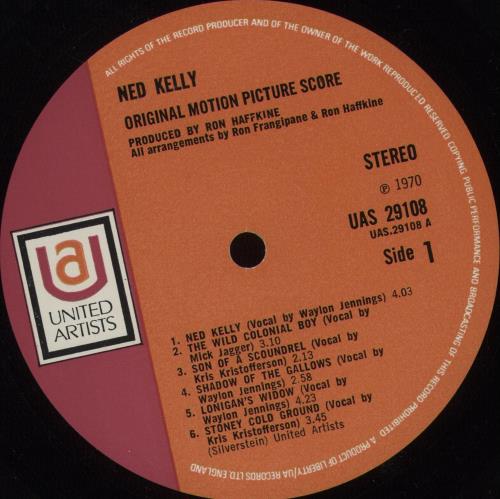 ALL RIGHTS OF THE RECORD PRODUCER AND OF THE OWNER OF THE WORK REPRODUCED RESERVED COPYING PUBLIC PERFORMANCE AND BROADCASTING OF THIS RECORD PROHIBITED. A PRODUCT OF LIBERTY/UA RECORDS LTD. ENGLAND
NED KELLY
ORIGINAL MOTION PICTURE SCORE
PRODUCED BY RON HAFFKINE
All arrangements by Ron Frangipane & Ron Haffkine
STEREO
℗ 1970
UAS 29108
UAS.29108 A
Side 1
ua
UNITED
ARTISTS
1. NED KELLY (Vocal by Waylon Jennings) 4.03
2. THE WILD COLONIAL BOY (Vocal by
Mick Jagger) 3.10
3. SON OF A SCOUNDREL (Vocal by
Kris Kristofferson) 2.13
4. SHADOW OF THE GALLOWS (Vocal by
Waylon Jennings) 2.58
5. LONIGAN'S WIDOW (Vocal by
Waylon Jennings) 4.23
6. STONEY COLD GROUND (Vocal by
Kris Kristofferson) 3.45
(Silverstein) United Artists